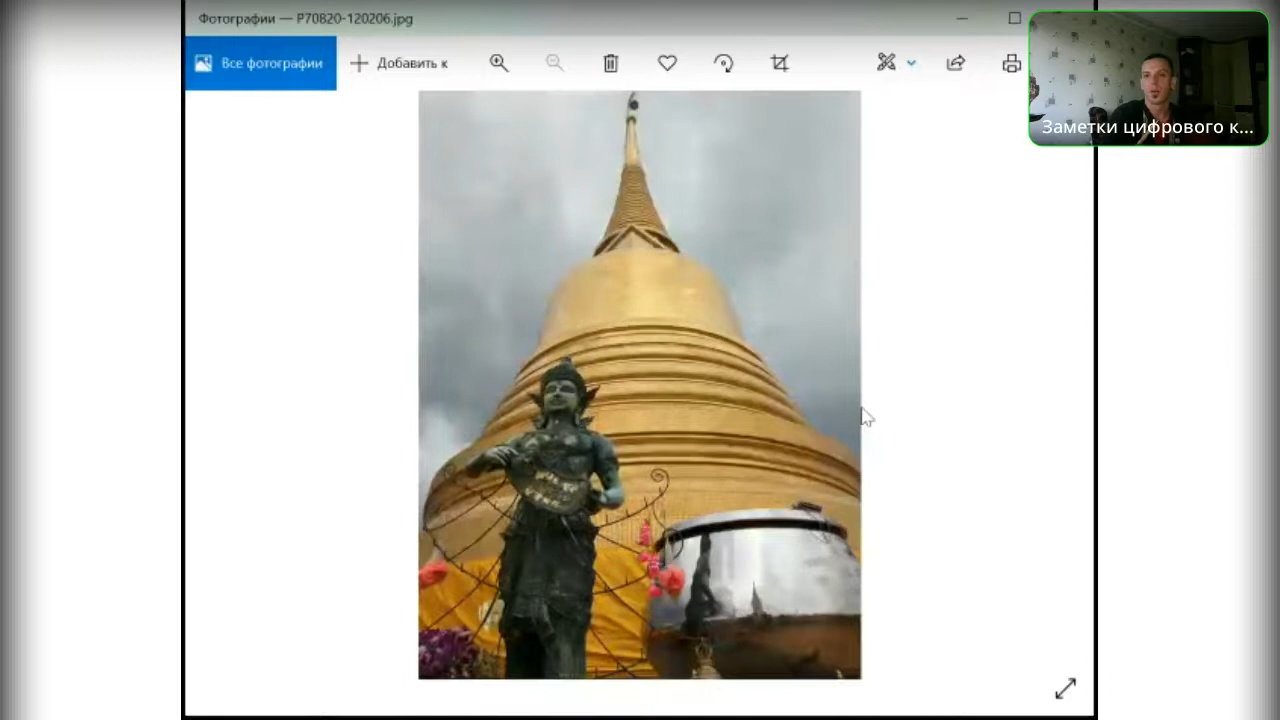 Фотографии — P70820-120206.jpg
Все фотографии
Добавить к
Заметки цифрового к...